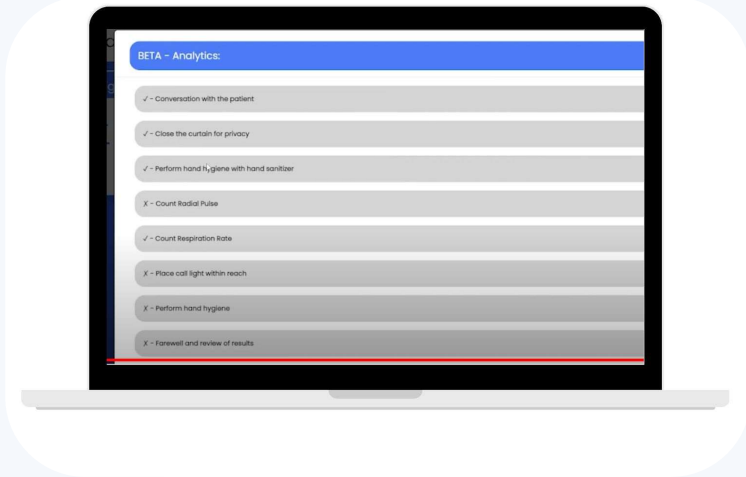 BETA - Analytics:
✓ - Conversation with the patient
✓ - Close the curtain for privacy
✓ - Perform hand hygiene with hand sanitizer
X - Count Radial Pulse
✓ - Count Respiration Rate
X - Place call light within reach
X - Perform hand hygiene
X - Farewell and review of results